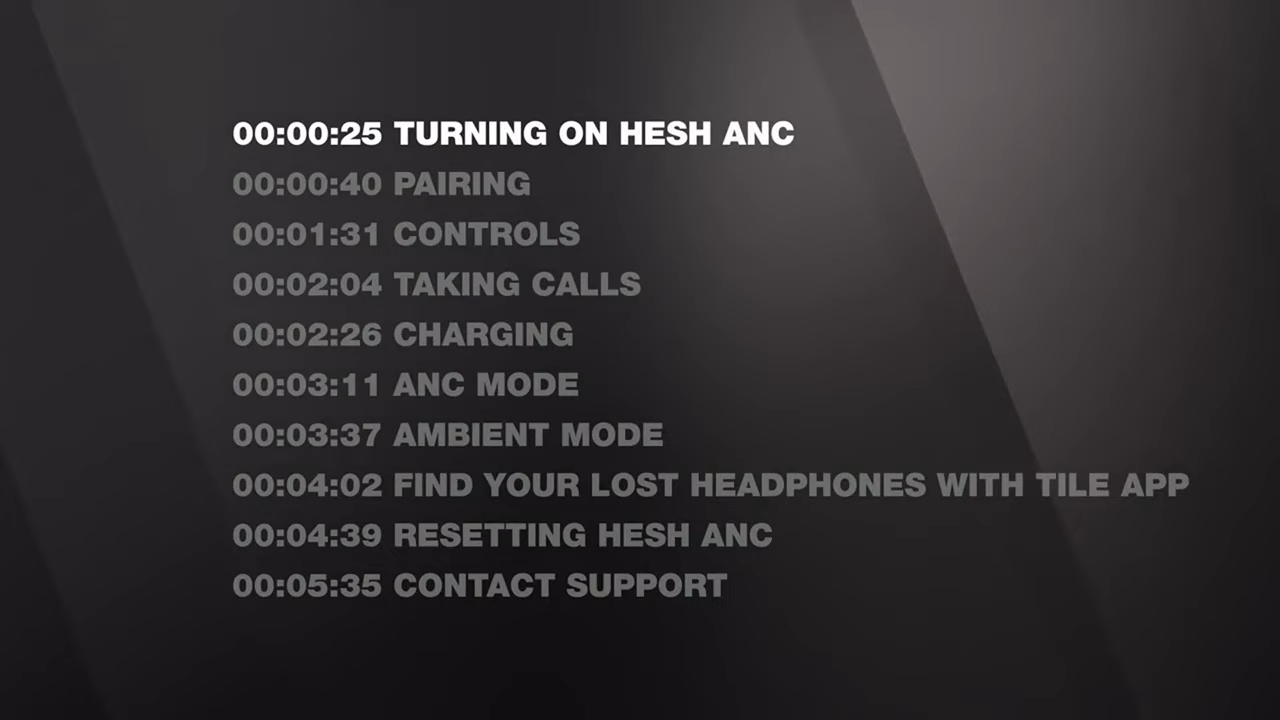 00:00:25 TURNING ON HESH ANC
00:00:40 PAIRING
00:01:31 CONTROLS
00:02:04 TAKING CALLS
00:02:26 CHARGING
00:03:11 ANC MODE
00:03:37 AMBIENT MODE
00:04:02 FIND YOUR LOST HEADPHONES WITH TILE APP
00:04:39 RESETTING HESH ANC
00:05:35 CONTACT SUPPORT